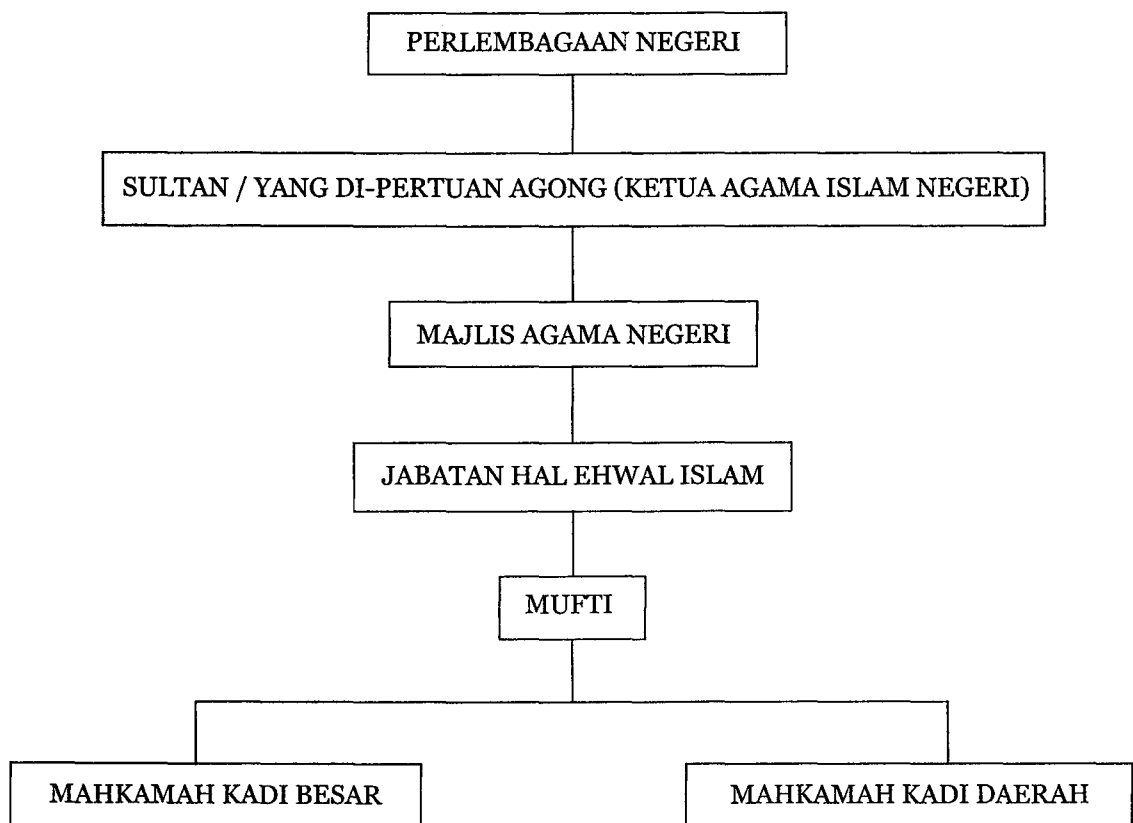 PERLEMBAGAAN NEGERI
SULTAN / YANG DI-PERTUAN AGONG (KETUA AGAMA ISLAM NEGERI)
MAJLIS AGAMA NEGERI
JABATAN HAL EHWAL ISLAM
MUFTI
MAHKAMAH KADI BESAR
MAHKAMAH KADI DAERAH